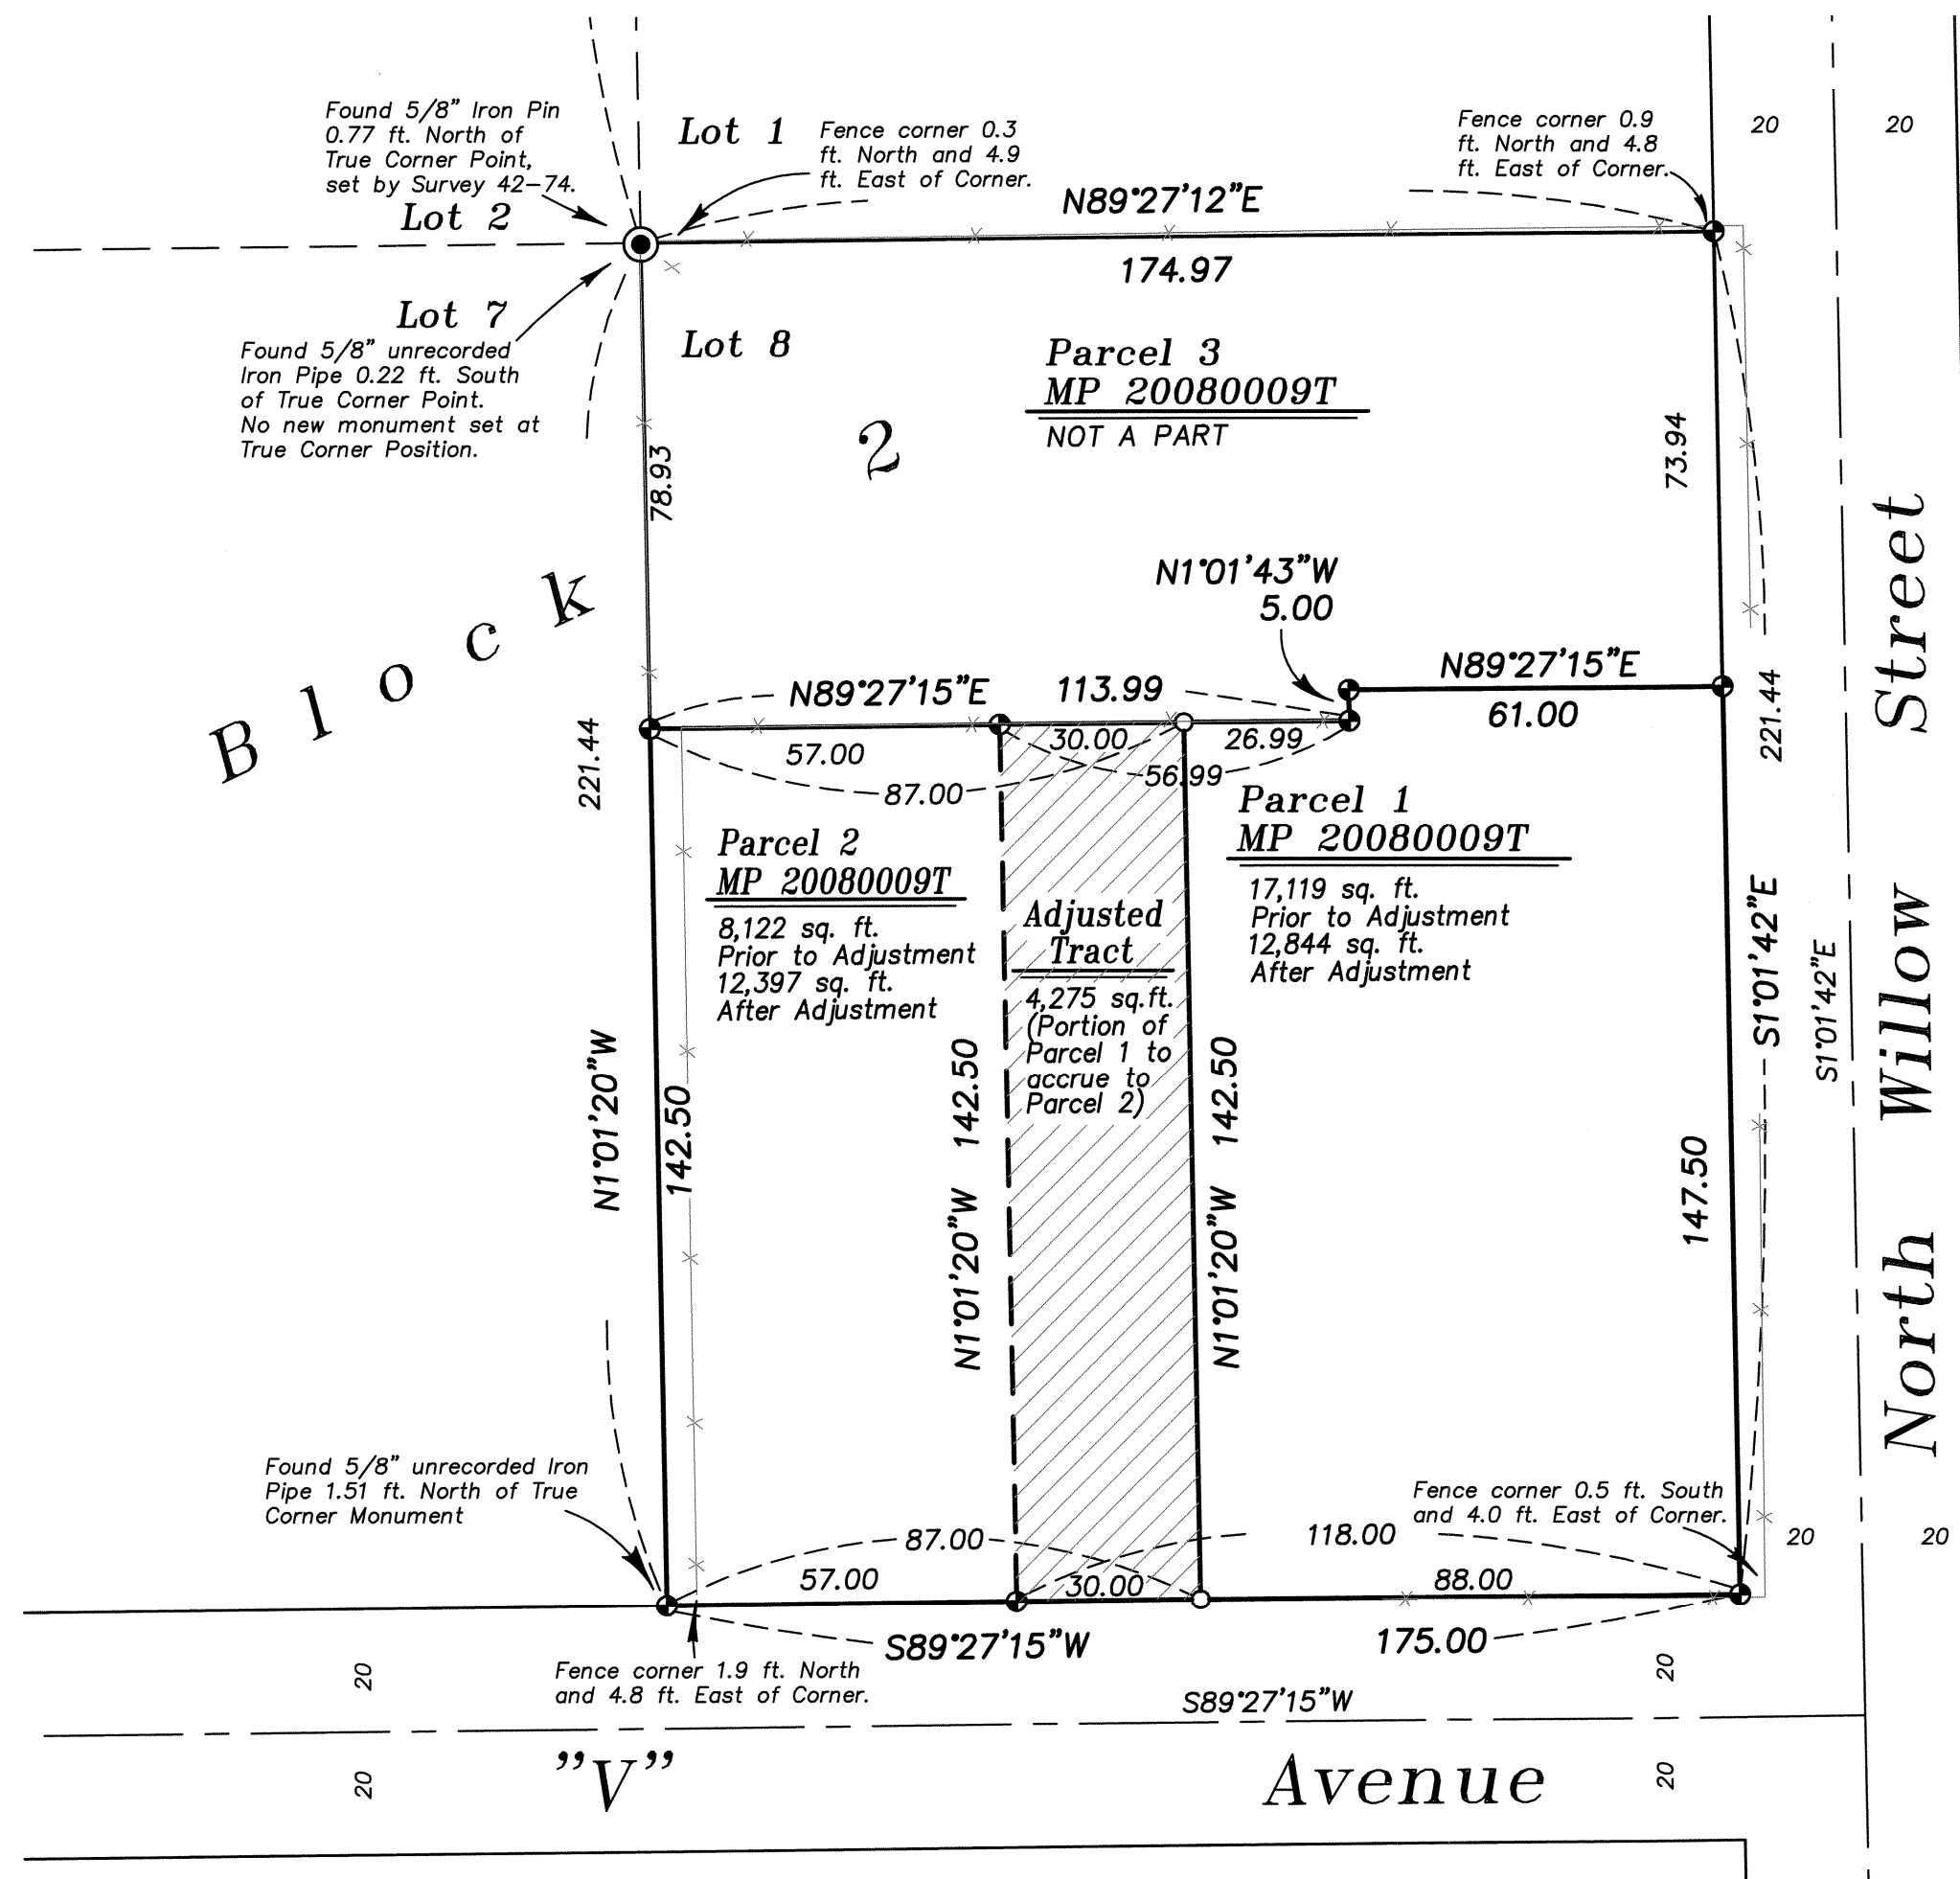 Found 5/8" Iron Pin
0.77 ft. North of
True Corner Point,
set by Survey 42-74.
Lot 1
Fence corner 0.3
ft. North and 4.9
ft. East of Corner.
Fence corner 0.9
ft. North and 4.8
ft. East of Corner.
20
20
Lot 2
N89°27'12"E
174.97
Lot 7
Found 5/8" unrecorded
Iron Pipe 0.22 ft. South
of True Corner Point.
No new monument set at
True Corner Position.
Lot 8
Parcel 3
MP 20080009T
NOT A PART
78.93
73.94
Block
2
N1°01'43"W
5.00
N89°27'15"E
113.99
N89°27'15"E
61.00
57.00
30.00
26.99
87.00
56.99
221.44
221.44
Parcel 2
MP 20080009T
8,122 sq. ft.
Prior to Adjustment
12,397 sq. ft.
After Adjustment
Adjusted
Tract
4,275 sq.ft.
(Portion of
Parcel 1 to
accrue to
Parcel 2)
Parcel 1
MP 20080009T
17,119 sq. ft.
Prior to Adjustment
12,844 sq. ft.
After Adjustment
N1°01'20"W
142.50
N1°01'20"W 142.50
N1°01'20"W 142.50
147.50
S1°01'42"E
S1°01'42"E
North Willow Street
Found 5/8" unrecorded Iron
Pipe 1.51 ft. North of True
Corner Monument
Fence corner 0.5 ft. South
and 4.0 ft. East of Corner.
20
20
87.00
118.00
57.00
30.00
88.00
S89°27'15"W
175.00
Fence corner 1.9 ft. North
and 4.8 ft. East of Corner.
20
20
S89°27'15"W
20
20
"V" Avenue